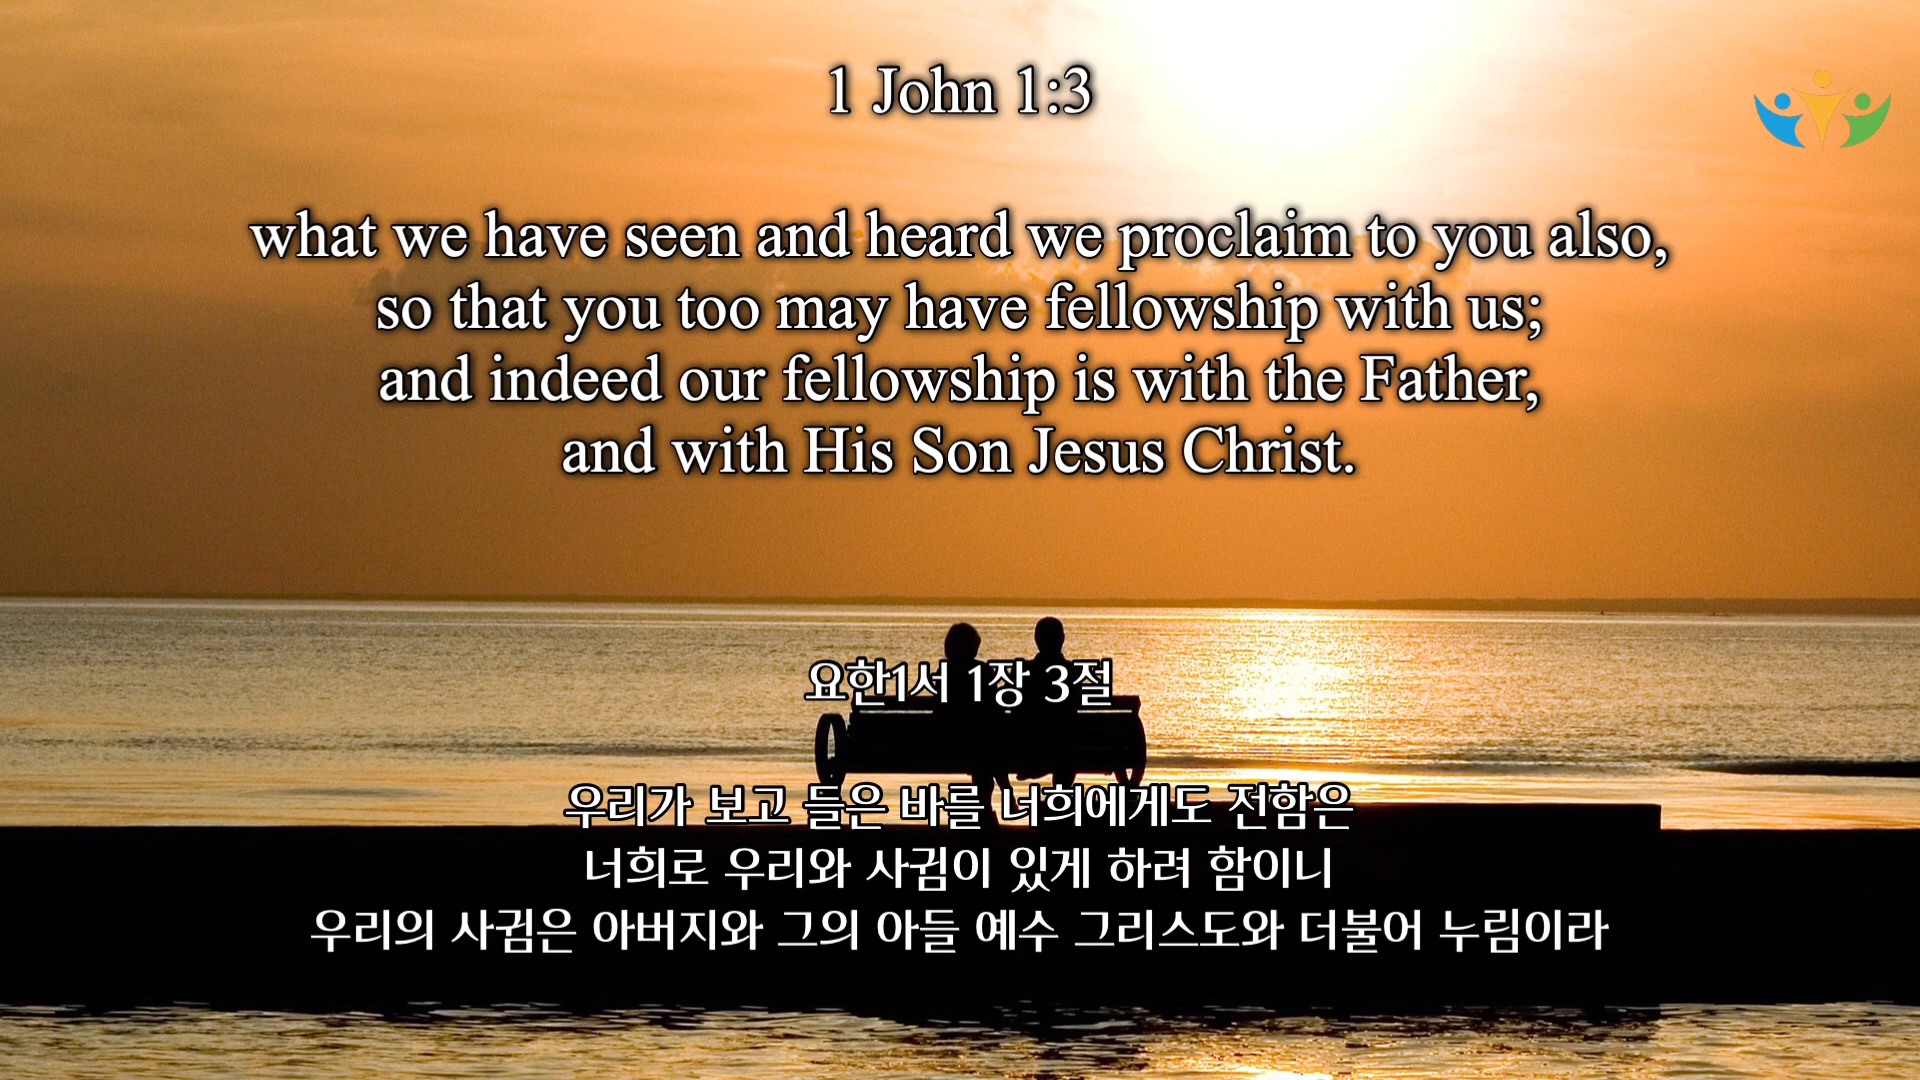 1 John 1:3
what we have seen and heard we proclaim to you also,
so that you too may have fellowship with us;
and indeed our fellowship is with the Father,
and with His Son Jesus Christ.
요한1서 1장 3절
우리가 보고 들은 바를 너희에게도 전함은
너희로 우리와 사귐이 있게 하려 함이니
우리의 사귐은 아버지와 그의 아들 예수 그리스도와 더불어 누림이라